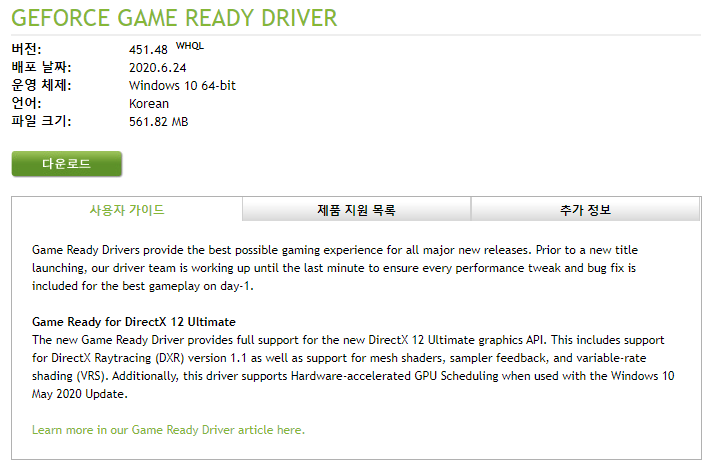 GEFORCE GAME READY DRIVER
버전: 451.48 WHQL
배포 날짜: 2020.6.24
운영 체제: Windows 10 64-bit
언어: Korean
파일 크기: 561.82 MB
다운로드
사용자 가이드 제품 지원 목록 추가 정보
Game Ready Drivers provide the best possible gaming experience for all major new releases. Prior to a new title
launching, our driver team is working up until the last minute to ensure every performance tweak and bug fix is
included for the best gameplay on day-1.
Game Ready for DirectX 12 Ultimate
The new Game Ready Driver provides full support for the new DirectX 12 Ultimate graphics API. This includes support
for DirectX Raytracing (DXR) version 1.1 as well as support for mesh shaders, sampler feedback, and variable-rate
shading (VRS). Additionally, this driver supports Hardware-accelerated GPU Scheduling when used with the Windows 10
May 2020 Update.
Learn more in our Game Ready Driver article here.